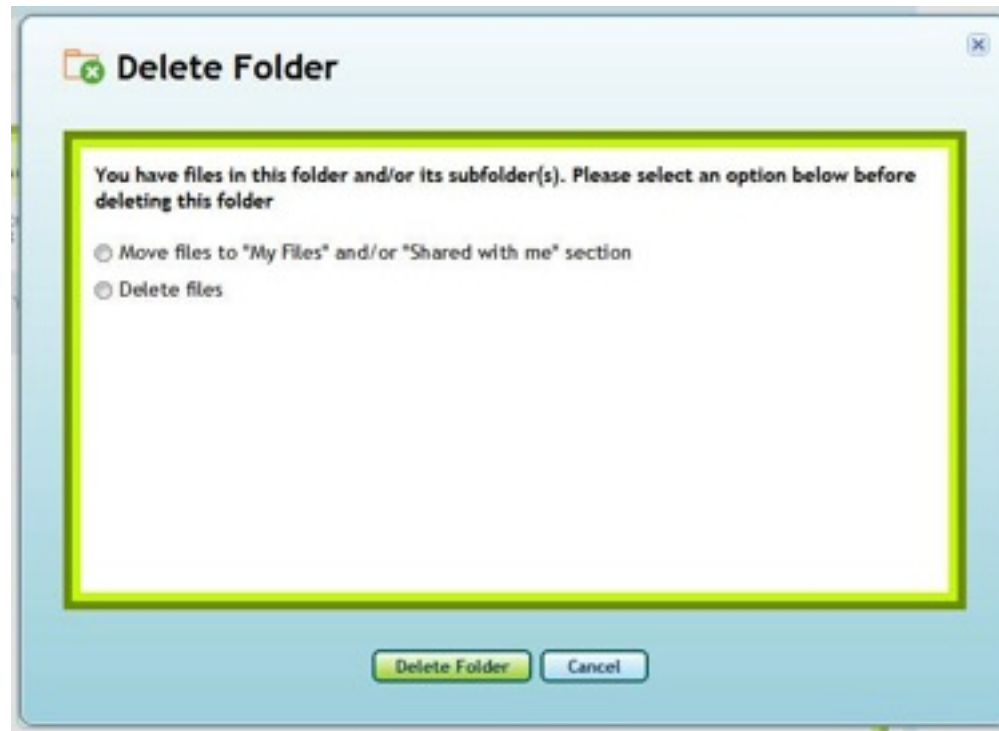 Delete Folder
You have files in this folder and/or its subfolder(s). Please select an option below before
deleting this folder
Move files to "My Files" and/or "Shared with me" section
Delete files
Delete Folder
Cancel